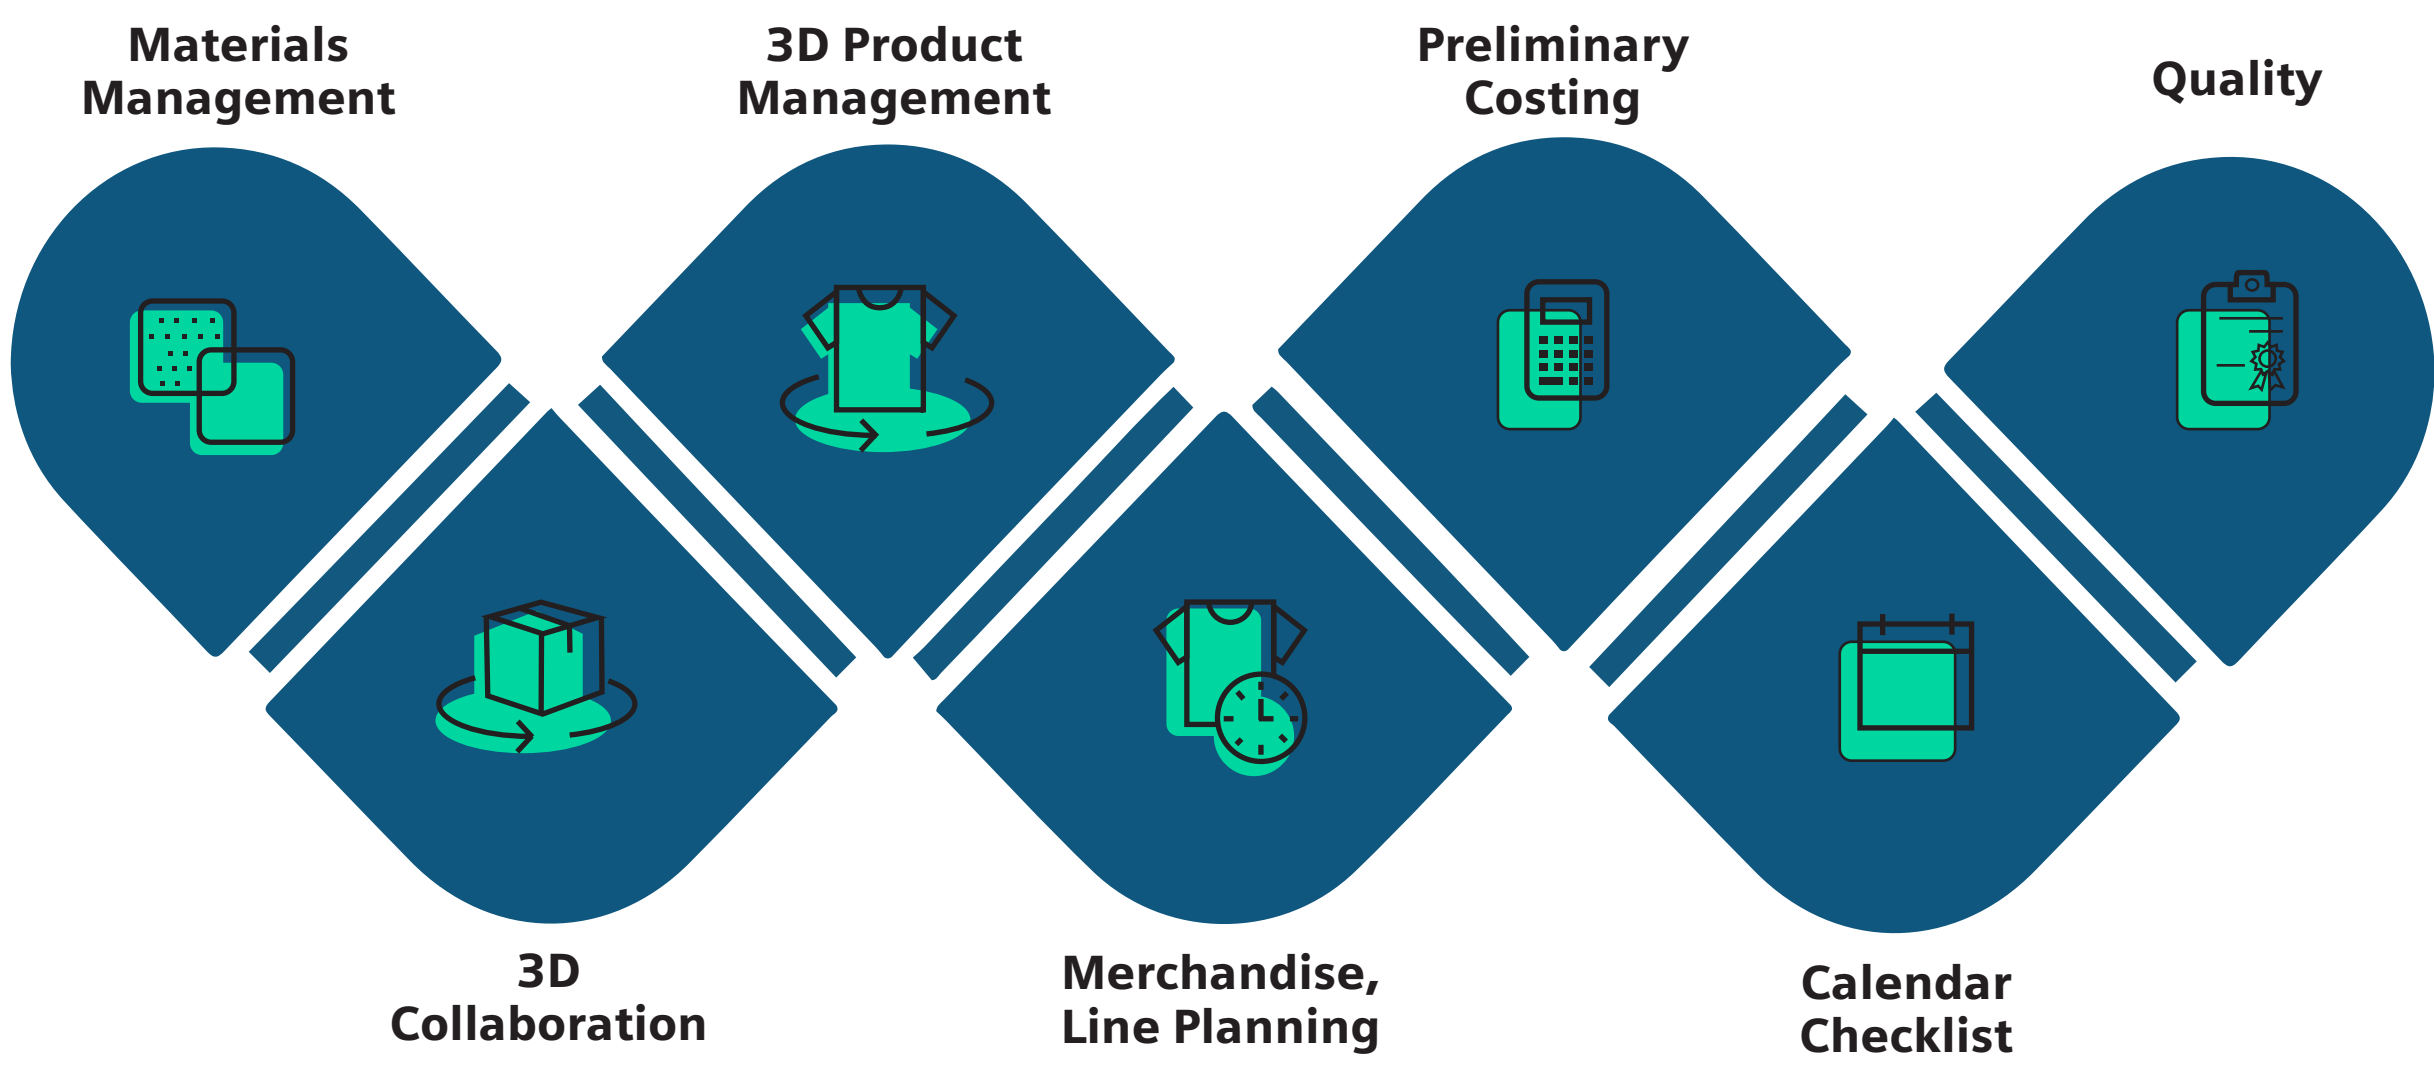 Materials
Management
3D Product
Management
Preliminary
Costing
Quality
3D
Collaboration
Merchandise,
Line Planning
Calendar
Checklist